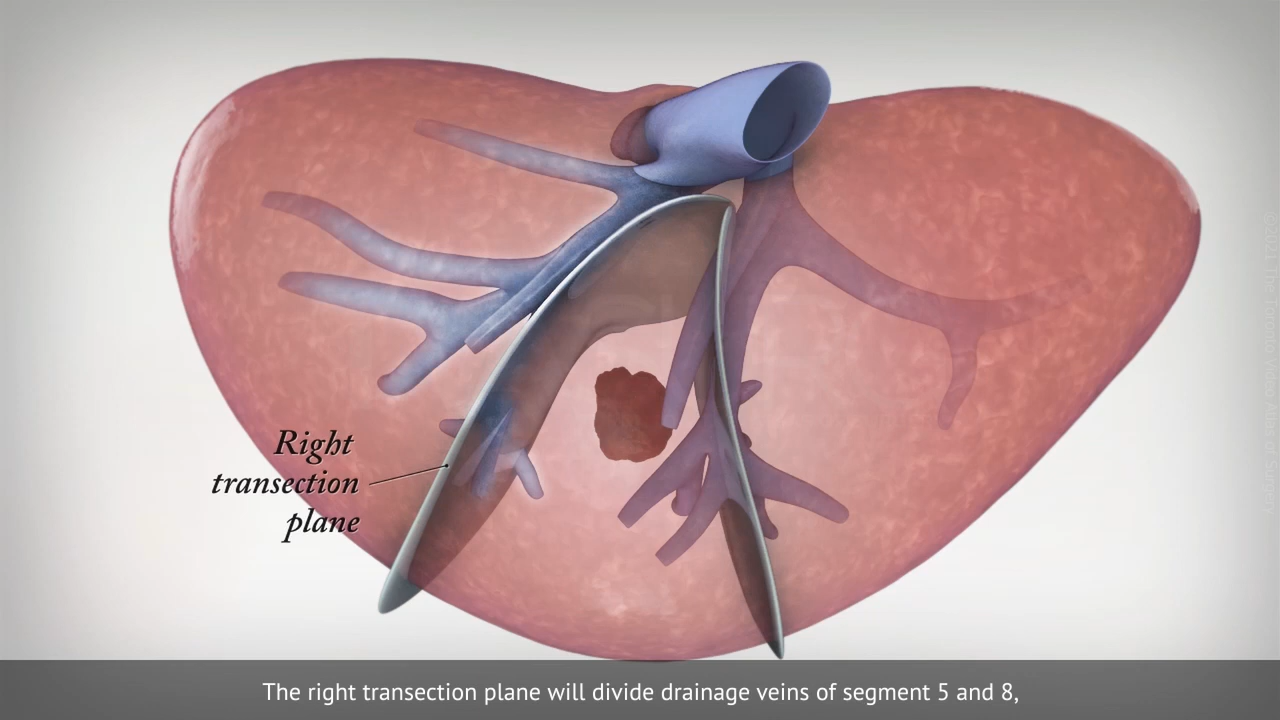 Right
transection
plane
The right transection plane will divide drainage veins of segment 5 and 8,